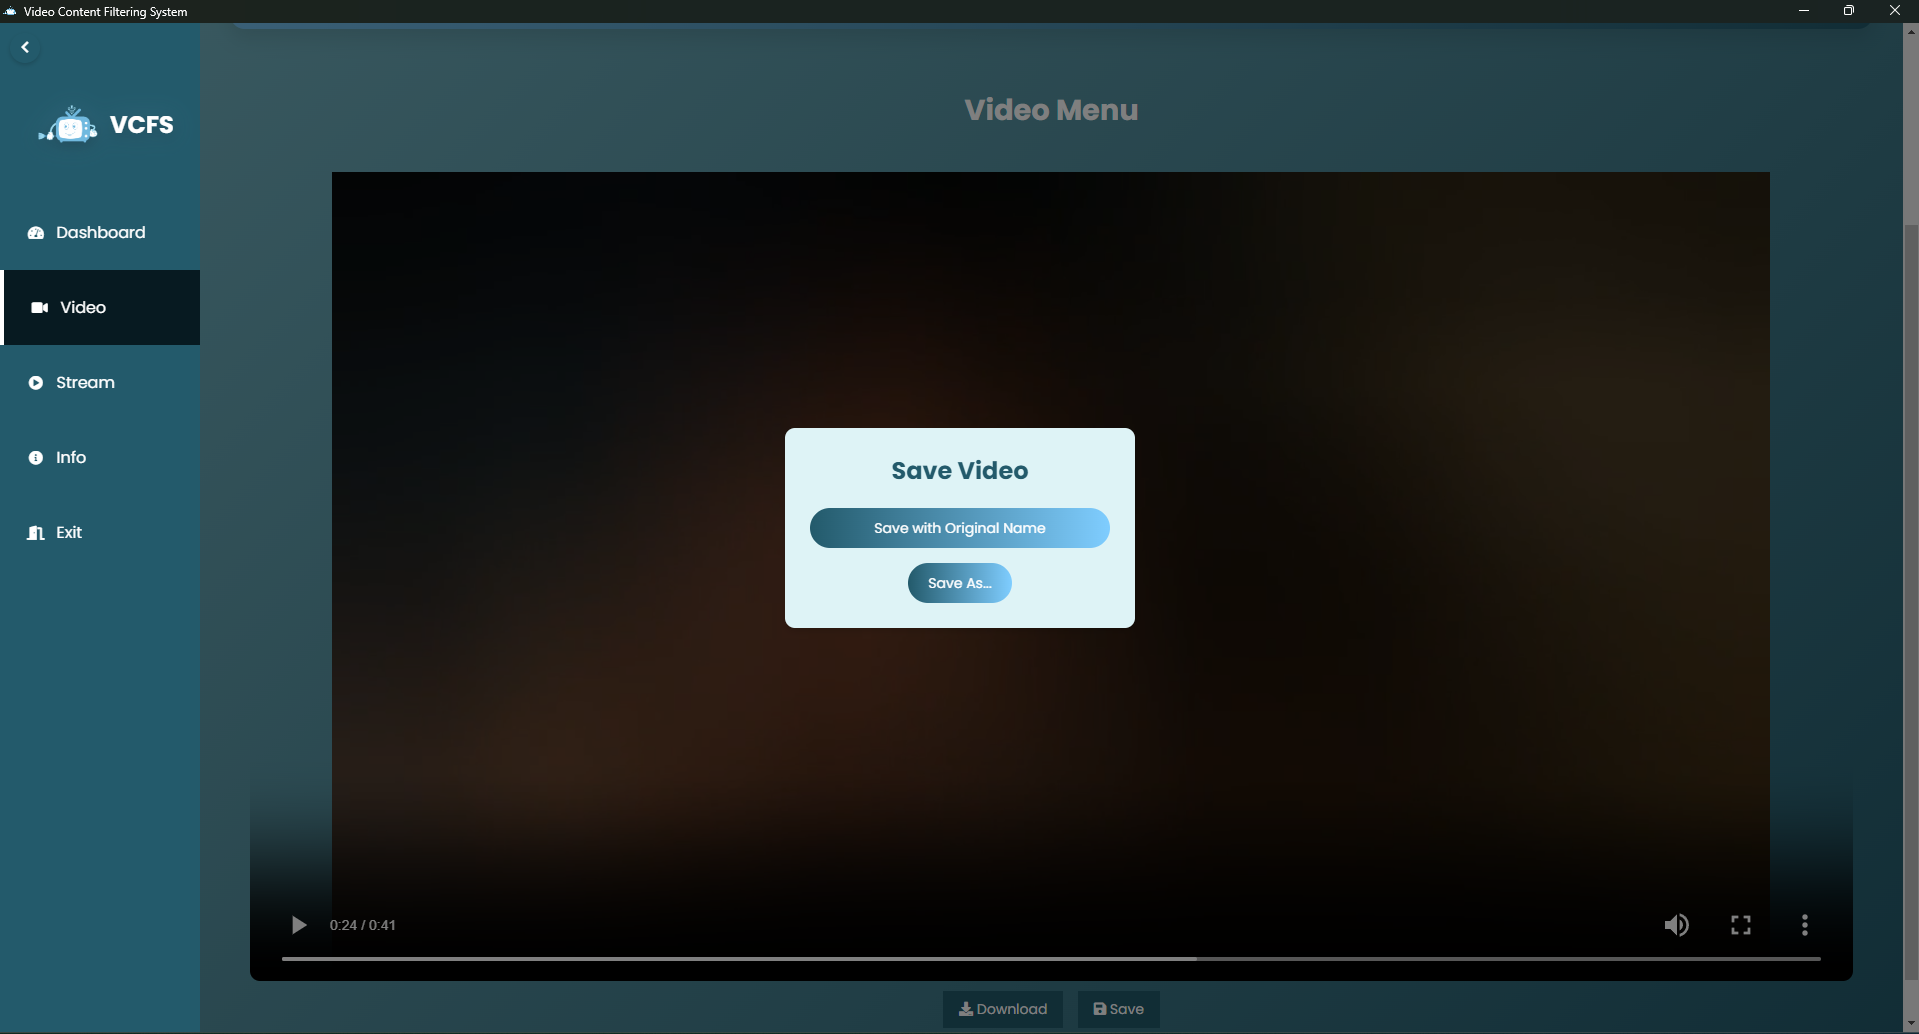 Video Content Filtering System
VCFS
Dashboard
Video
Stream
Info
Exit
Video Menu
Save Video
Save with Original Name
Save As...
0:24 / 0:41
Download
Save